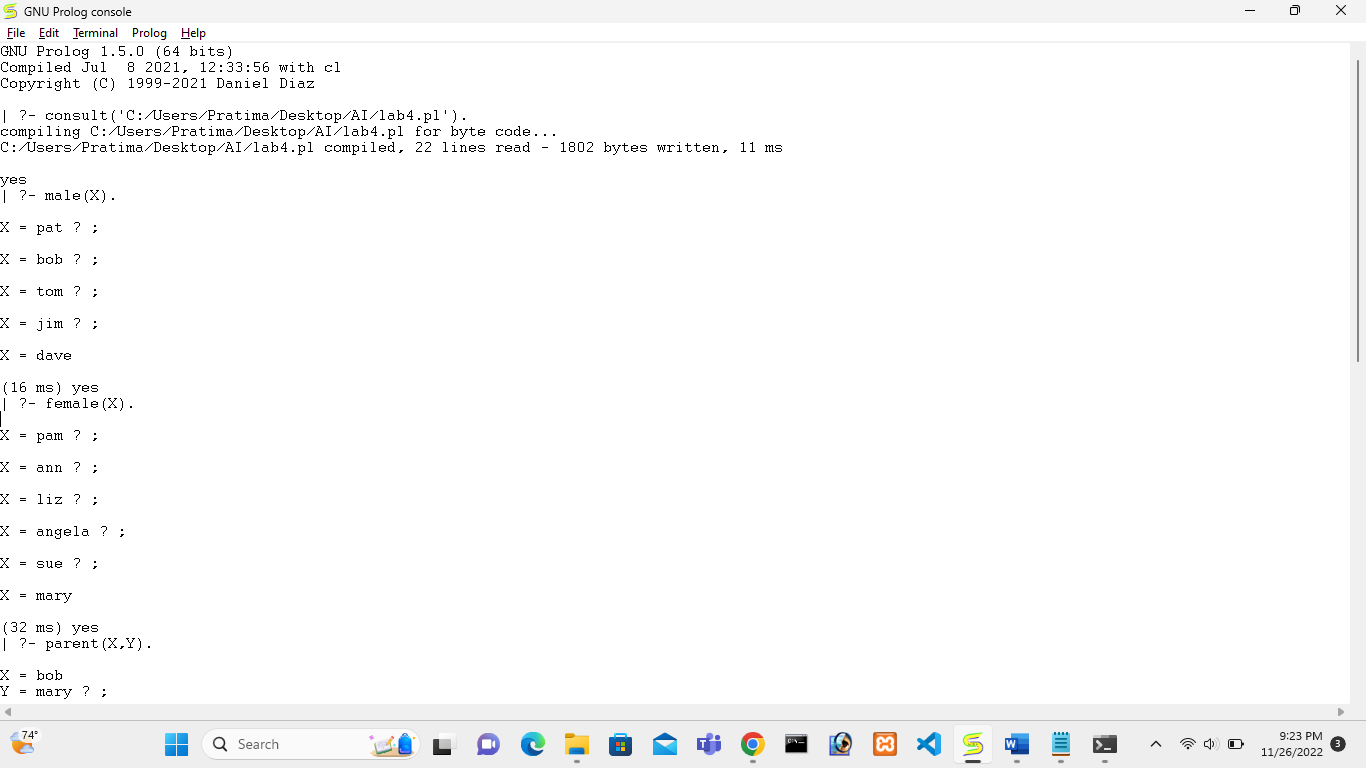 GNU Prolog console
File Edit Terminal Prolog Help
GNU Prolog 1.5.0 (64 bits)
Compiled Jul  8 2021, 12:33:56 with cl
Copyright (C) 1999-2021 Daniel Diaz
| ?- consult('C:/Users/Pratima/Desktop/AI/lab4.pl').
compiling C:/Users/Pratima/Desktop/AI/lab4.pl for byte code...
C:/Users/Pratima/Desktop/AI/lab4.pl compiled, 22 lines read - 1802 bytes written, 11 ms
yes
| ?- male(X).
X = pat ? ;
X = bob ? ;
X = tom ? ;
X = jim ? ;
X = dave
(16 ms) yes
| ?- female(X).
X = pam ? ;
X = ann ? ;
X = liz ? ;
X = angela ? ;
X = sue ? ;
X = mary
(32 ms) yes
| ?- parent(X,Y).
X = bob
Y = mary ? ;
74°
Search
9:23 PM
11/26/2022
3